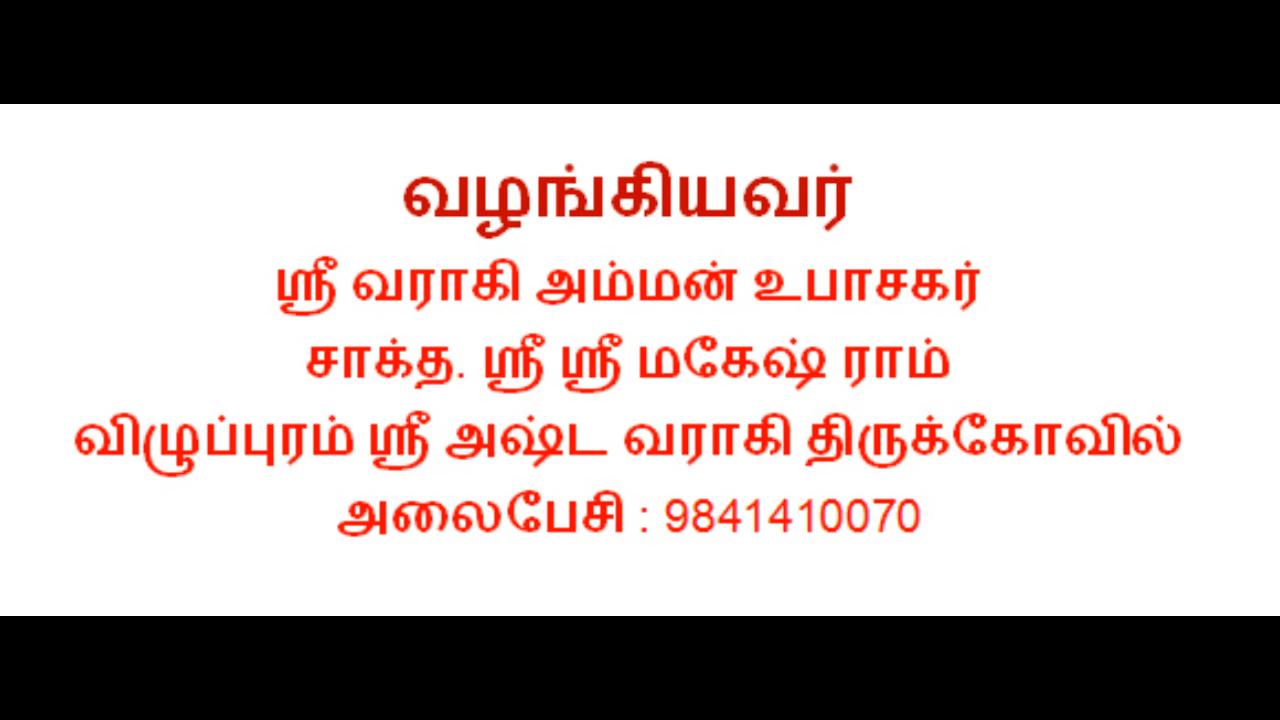 வழங்கியவர்
ஸ்ரீ வராகி அம்மன் உபாசகர்
சாக்த. ஸ்ரீ ஸ்ரீ மகேஷ் ராம்
விழுப்புரம் ஸ்ரீ அஷ்ட வராகி திருக்கோவில்
அலைபேசி : 9841410070